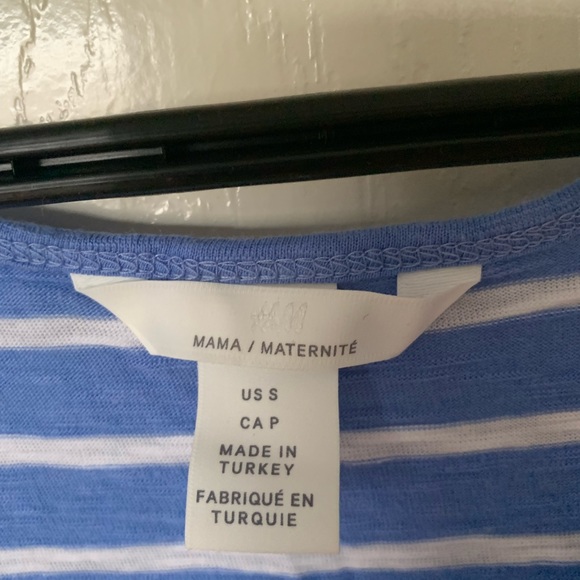 H&M
MAMA / MATERNITÉ
US S
CA P
MADE IN
TURKEY
FABRIQUÉ EN
TURQUIE